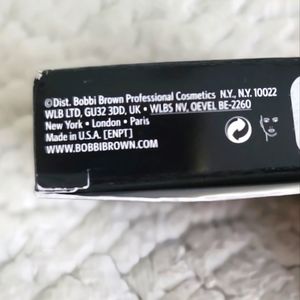 ©Dist. Bobbi Brown Professional Cosmetics N.Y., N.Y., 10022
WLB LTD, GU32 3DD, UK • WLBS NV, OEVEL BE-2260
New York • London • Paris
Made in U.S.A. [ENPT]
WWW.BOBBIBROWN.COM